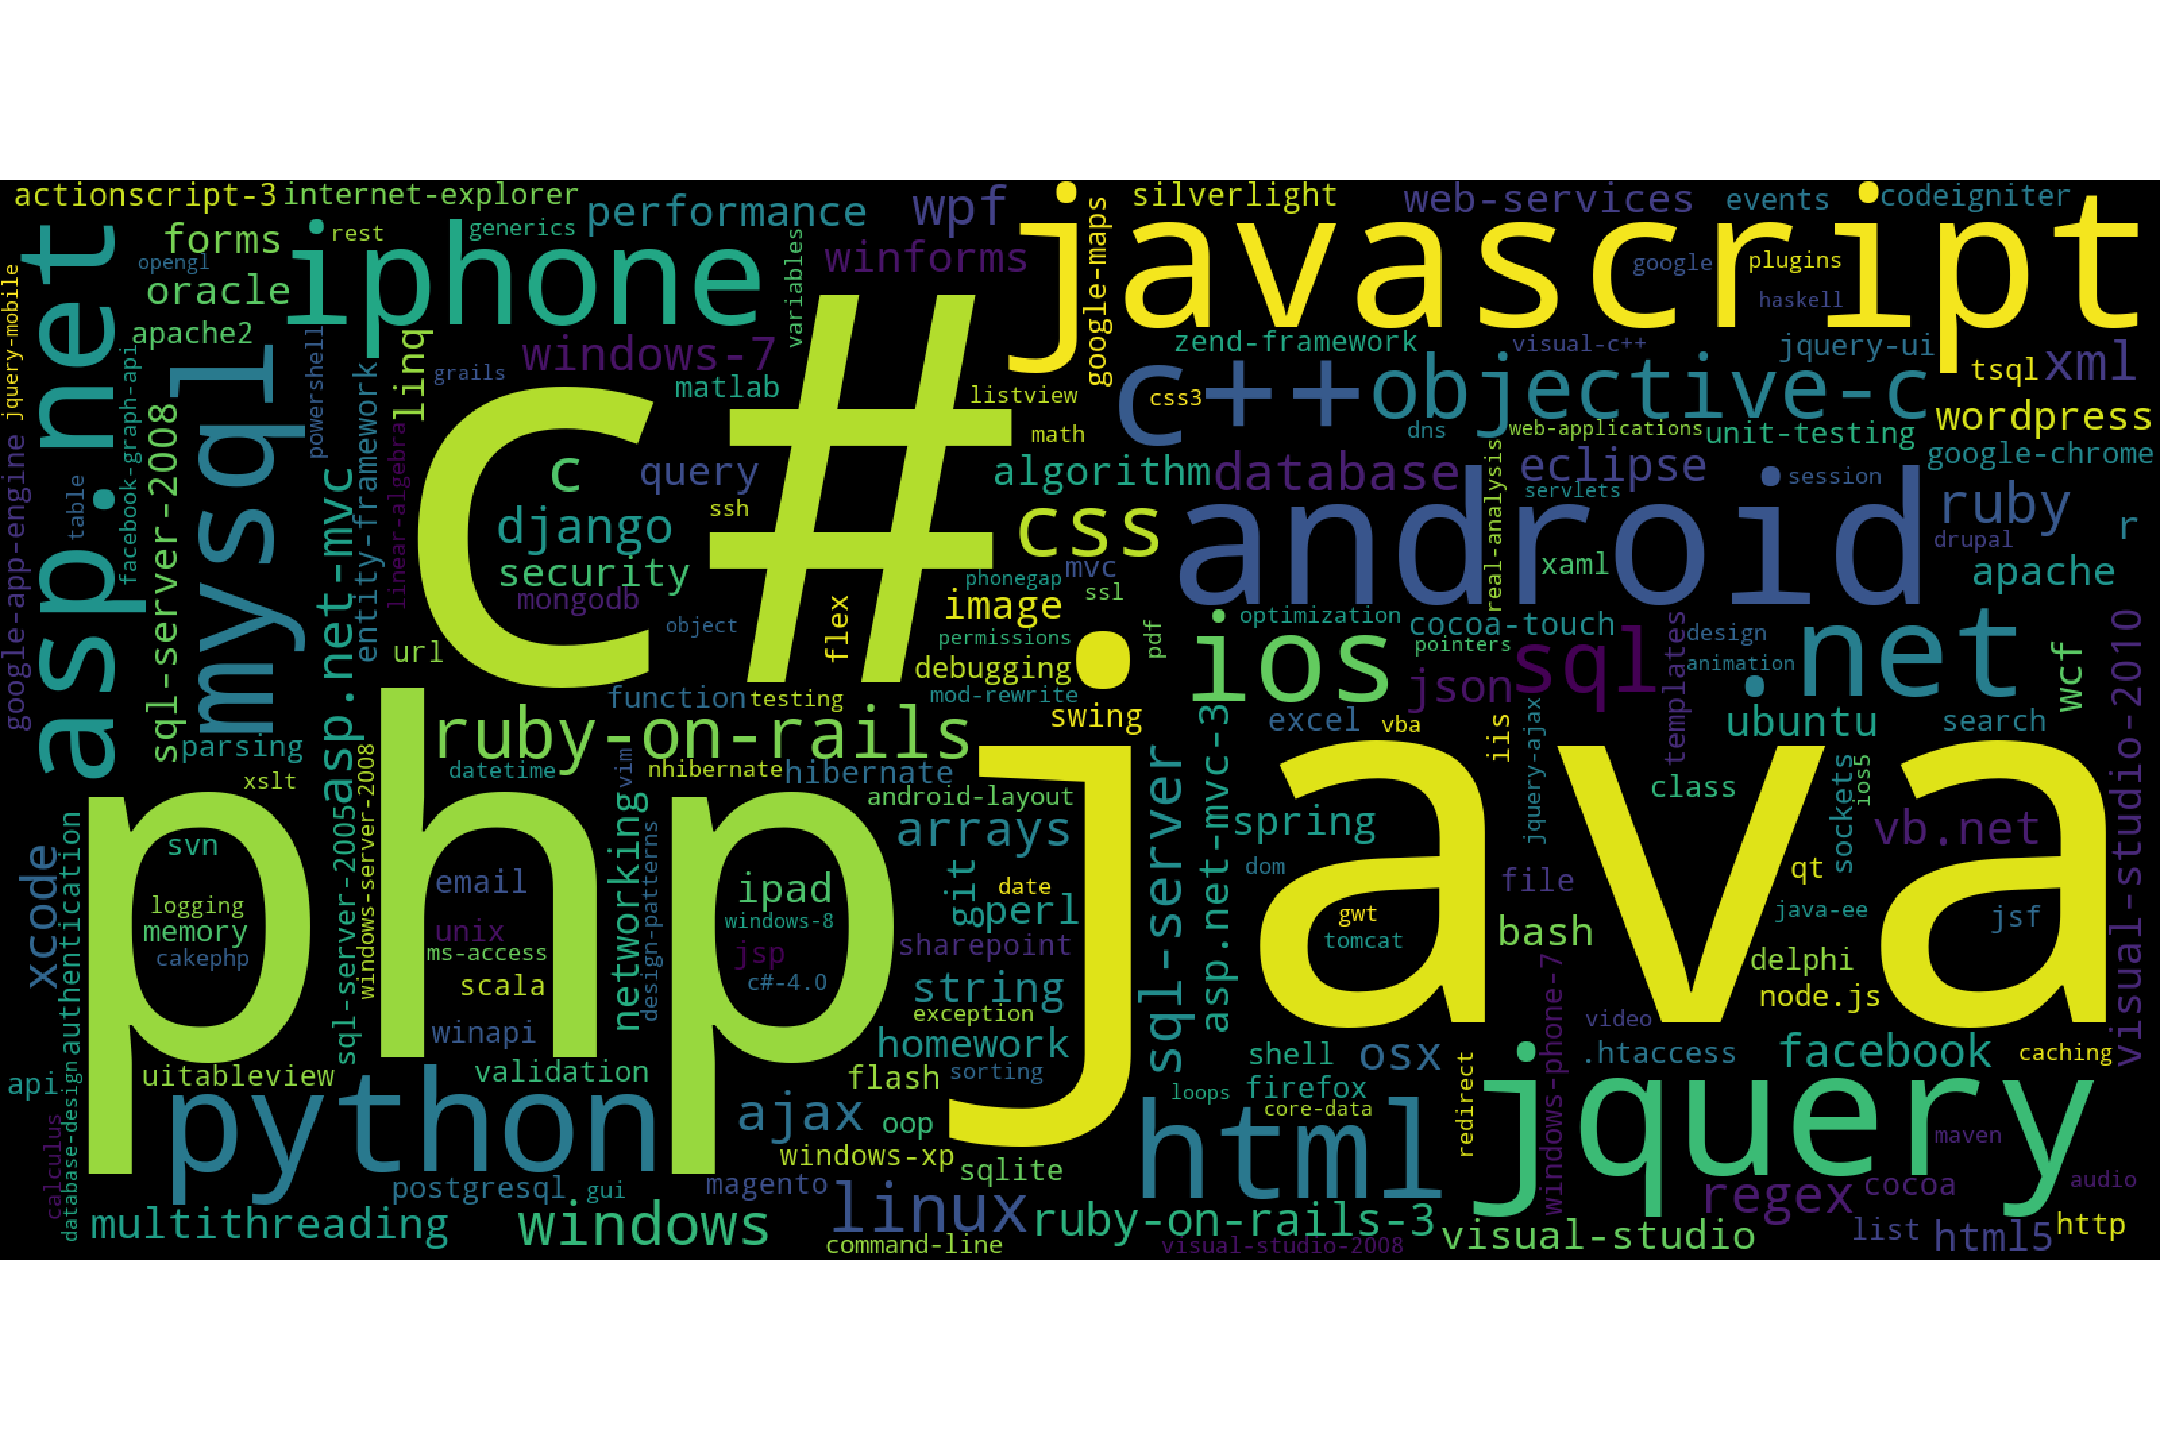 actionscript-3
internet-explorer
performance
wpf
javascript
silverlight
web-services
events
codeigniter
forms
rest
generics
iphone
opengl
oracle
apache2
variables
winforms
google-maps
google
plugins
haskell
asp.net
jquery-mobile
mysql
powershell
linq
grails
windows-7
matlab
c#
listview
math
zend-framework
visual-c++
jquery-ui
tsql
xml
c++
css3
objective-c
wordpress
dns
web-applications
unit-testing
google-chrome
facebook-graph-api
sql-server-2008
table
google-app-engine
asp.net-mvc
entity-framework
linear-algebra
c
query
ssh
django
security
mongodb
object
url
algorithm
database
eclipse
session
servlets
real-analysis
android
ruby
r
drupal
apache
css
phonegap
mvc
ssl
xaml
image
flex
permissions
debugging
mod-rewrite
pdf
optimization
cocoa-touch
pointers
ios
json
sql
templates
design
animation
.net
wcf
visual-studio-2010
function
testing
swing
excel
vba
iis
jquery-ajax
ubuntu
search
ruby-on-rails
parsing
xslt
datetime
vim
nhibernate
hibernate
android-layout
sql-server
asp.net-mvc-3
spring
class
sockets
ios5
vb.net
php
java
svn
xcode
authentication
logging
memory
cakephp
sql-server-2005
windows-server-2008
email
unix
ms-access
scala
winapi
networking
design-patterns
ipad
windows-8
jsp
c#-4.0
arrays
git
date
perl
sharepoint
string
exception
homework
dom
gwt
tomcat
file
bash
qt
java-ee
jsf
delphi
node.js
windows-phone-7
video
api
database-design
calculus
uitableview
validation
python
flash
sorting
ajax
oop
windows-xp
sqlite
shell
firefox
loops
core-data
osx
redirect
.htaccess
facebook
caching
html
jquery
maven
audio
postgresql
gui
magento
linux
regex
cocoa
multithreading
windows
command-line
ruby-on-rails-3
visual-studio-2008
visual-studio
list
html5
http